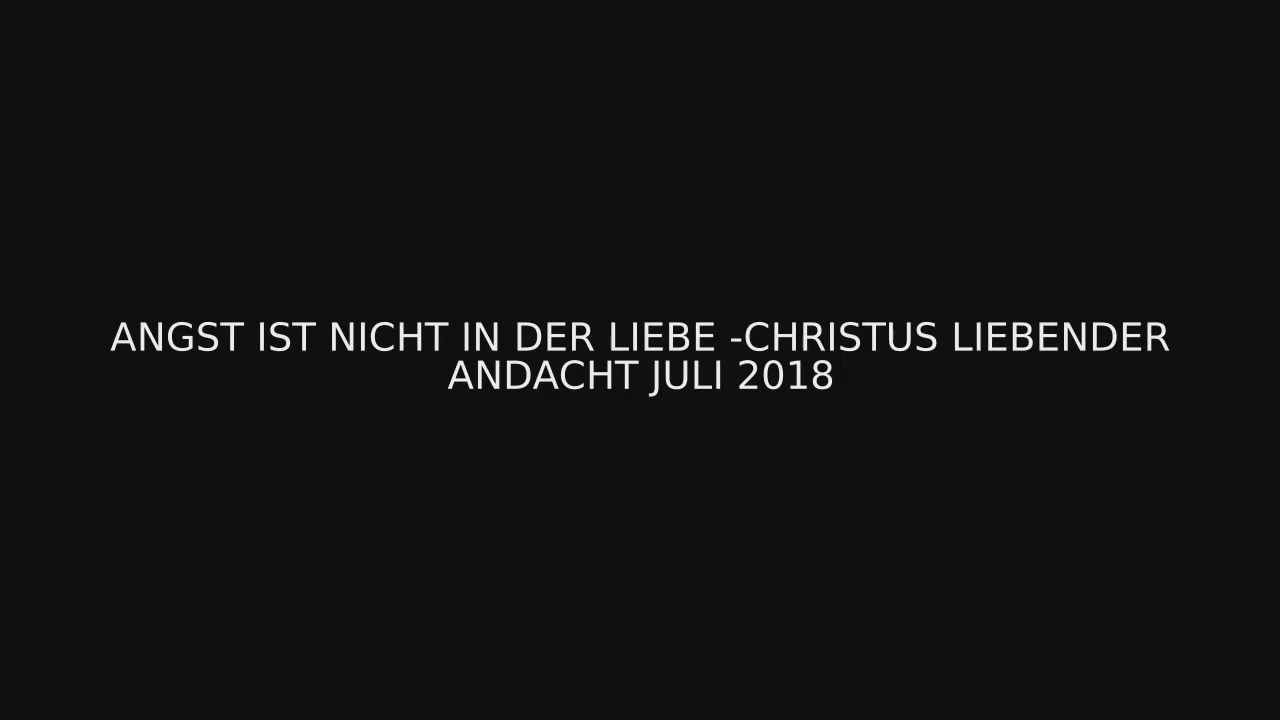 ANGST IST NICHT IN DER LIEBE -CHRISTUS LIEBENDER
ANDACHT JULI 2018